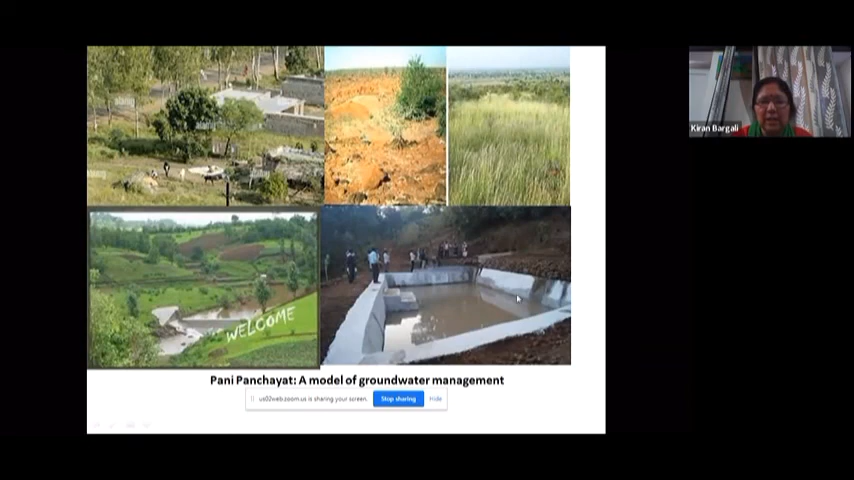 Kiran Bargali
WELCOME
Pani Panchayat: A model of groundwater management
us02web.zoom.us is sharing your screen.
Stop sharing
Hide